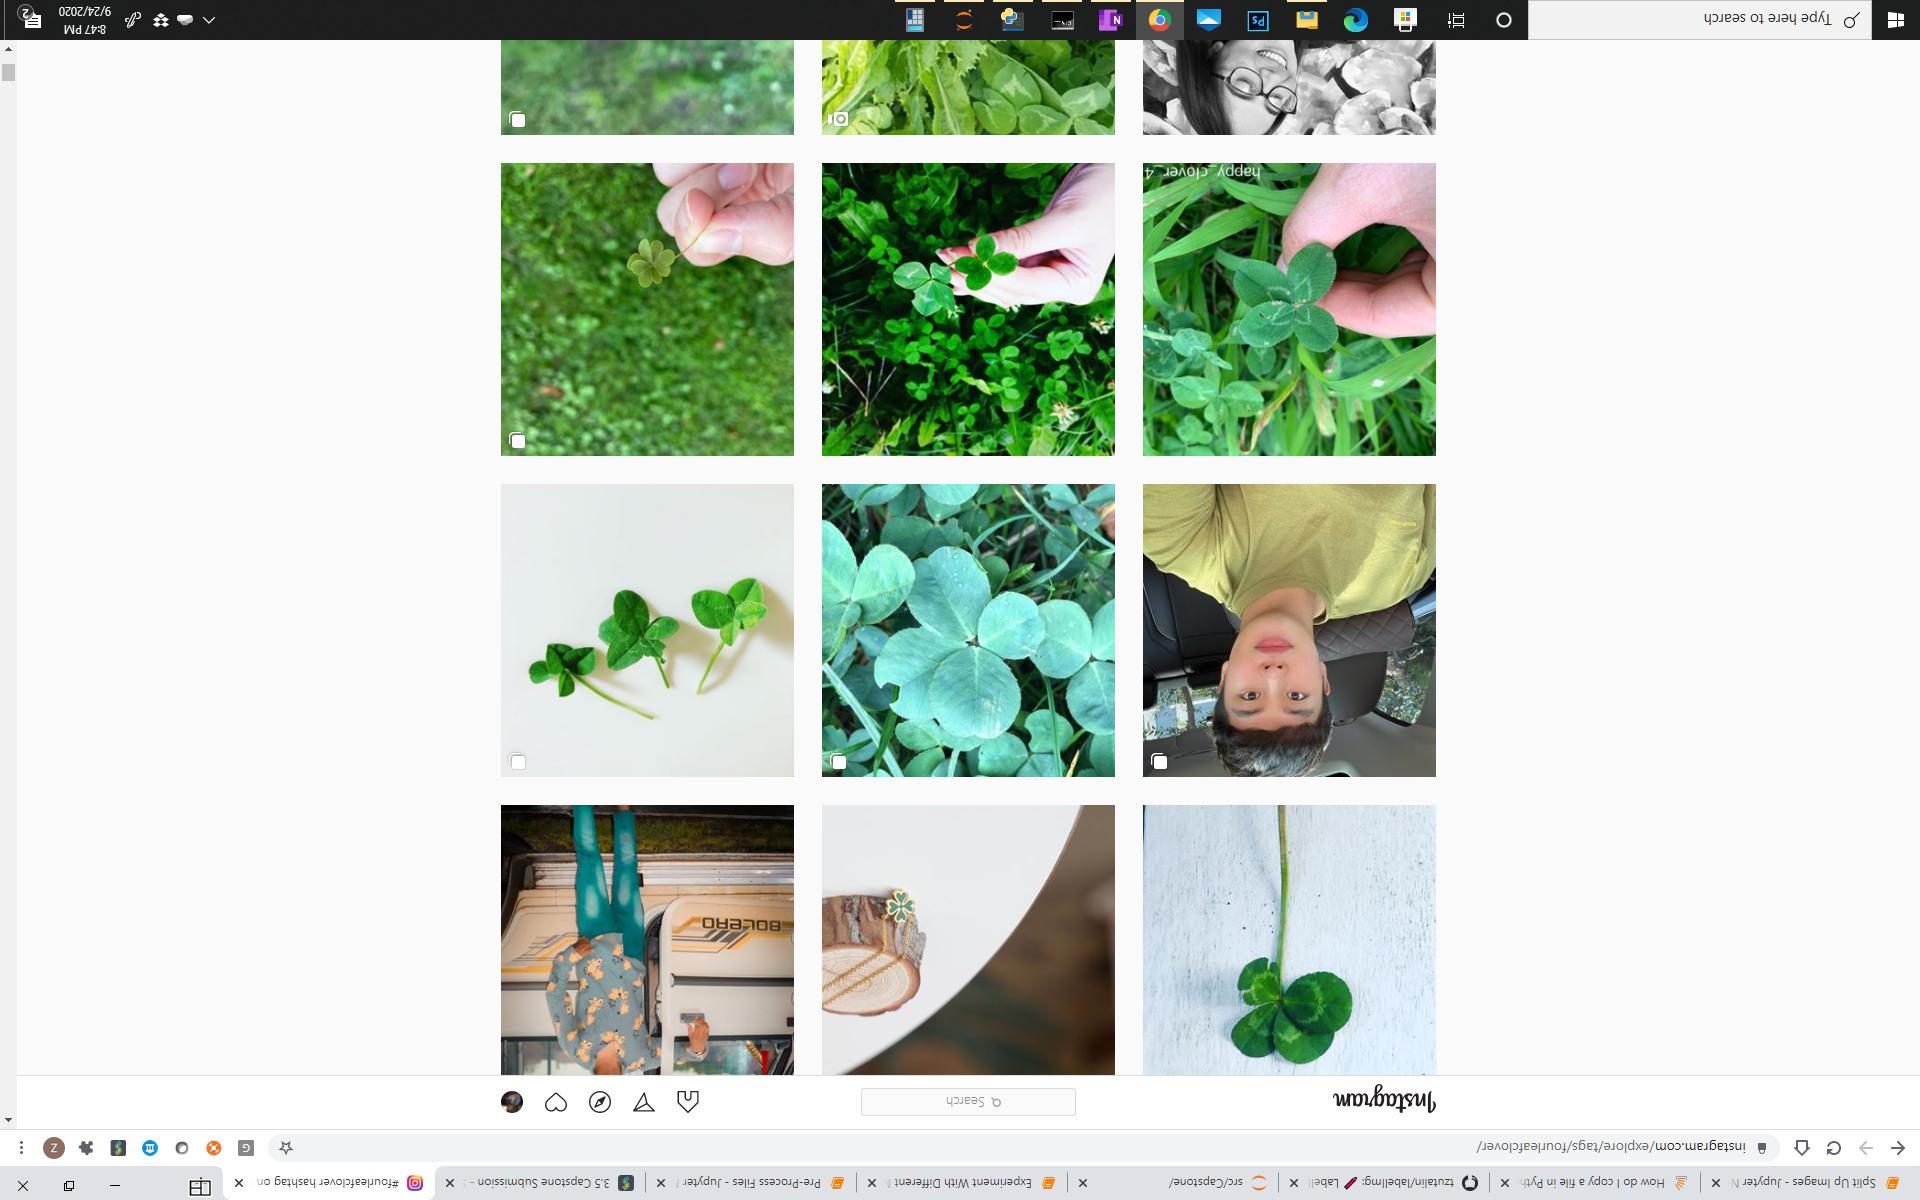 Split Up Images - Jupyter N
How do I copy a file in Pyth
tzutalin/labelImg: 🖍 LabelI
src/Capstone/
Experiment With Different M
Pre-Process Files - Jupyter
3.5 Capstone Submission -
#fourleafclover hashtag on
instagram.com/explore/tags/fourleafclover/
Z
Instagram
Search
BOLERO
happy_clover_4
Type here to search
8:47 PM
9/24/2020
2